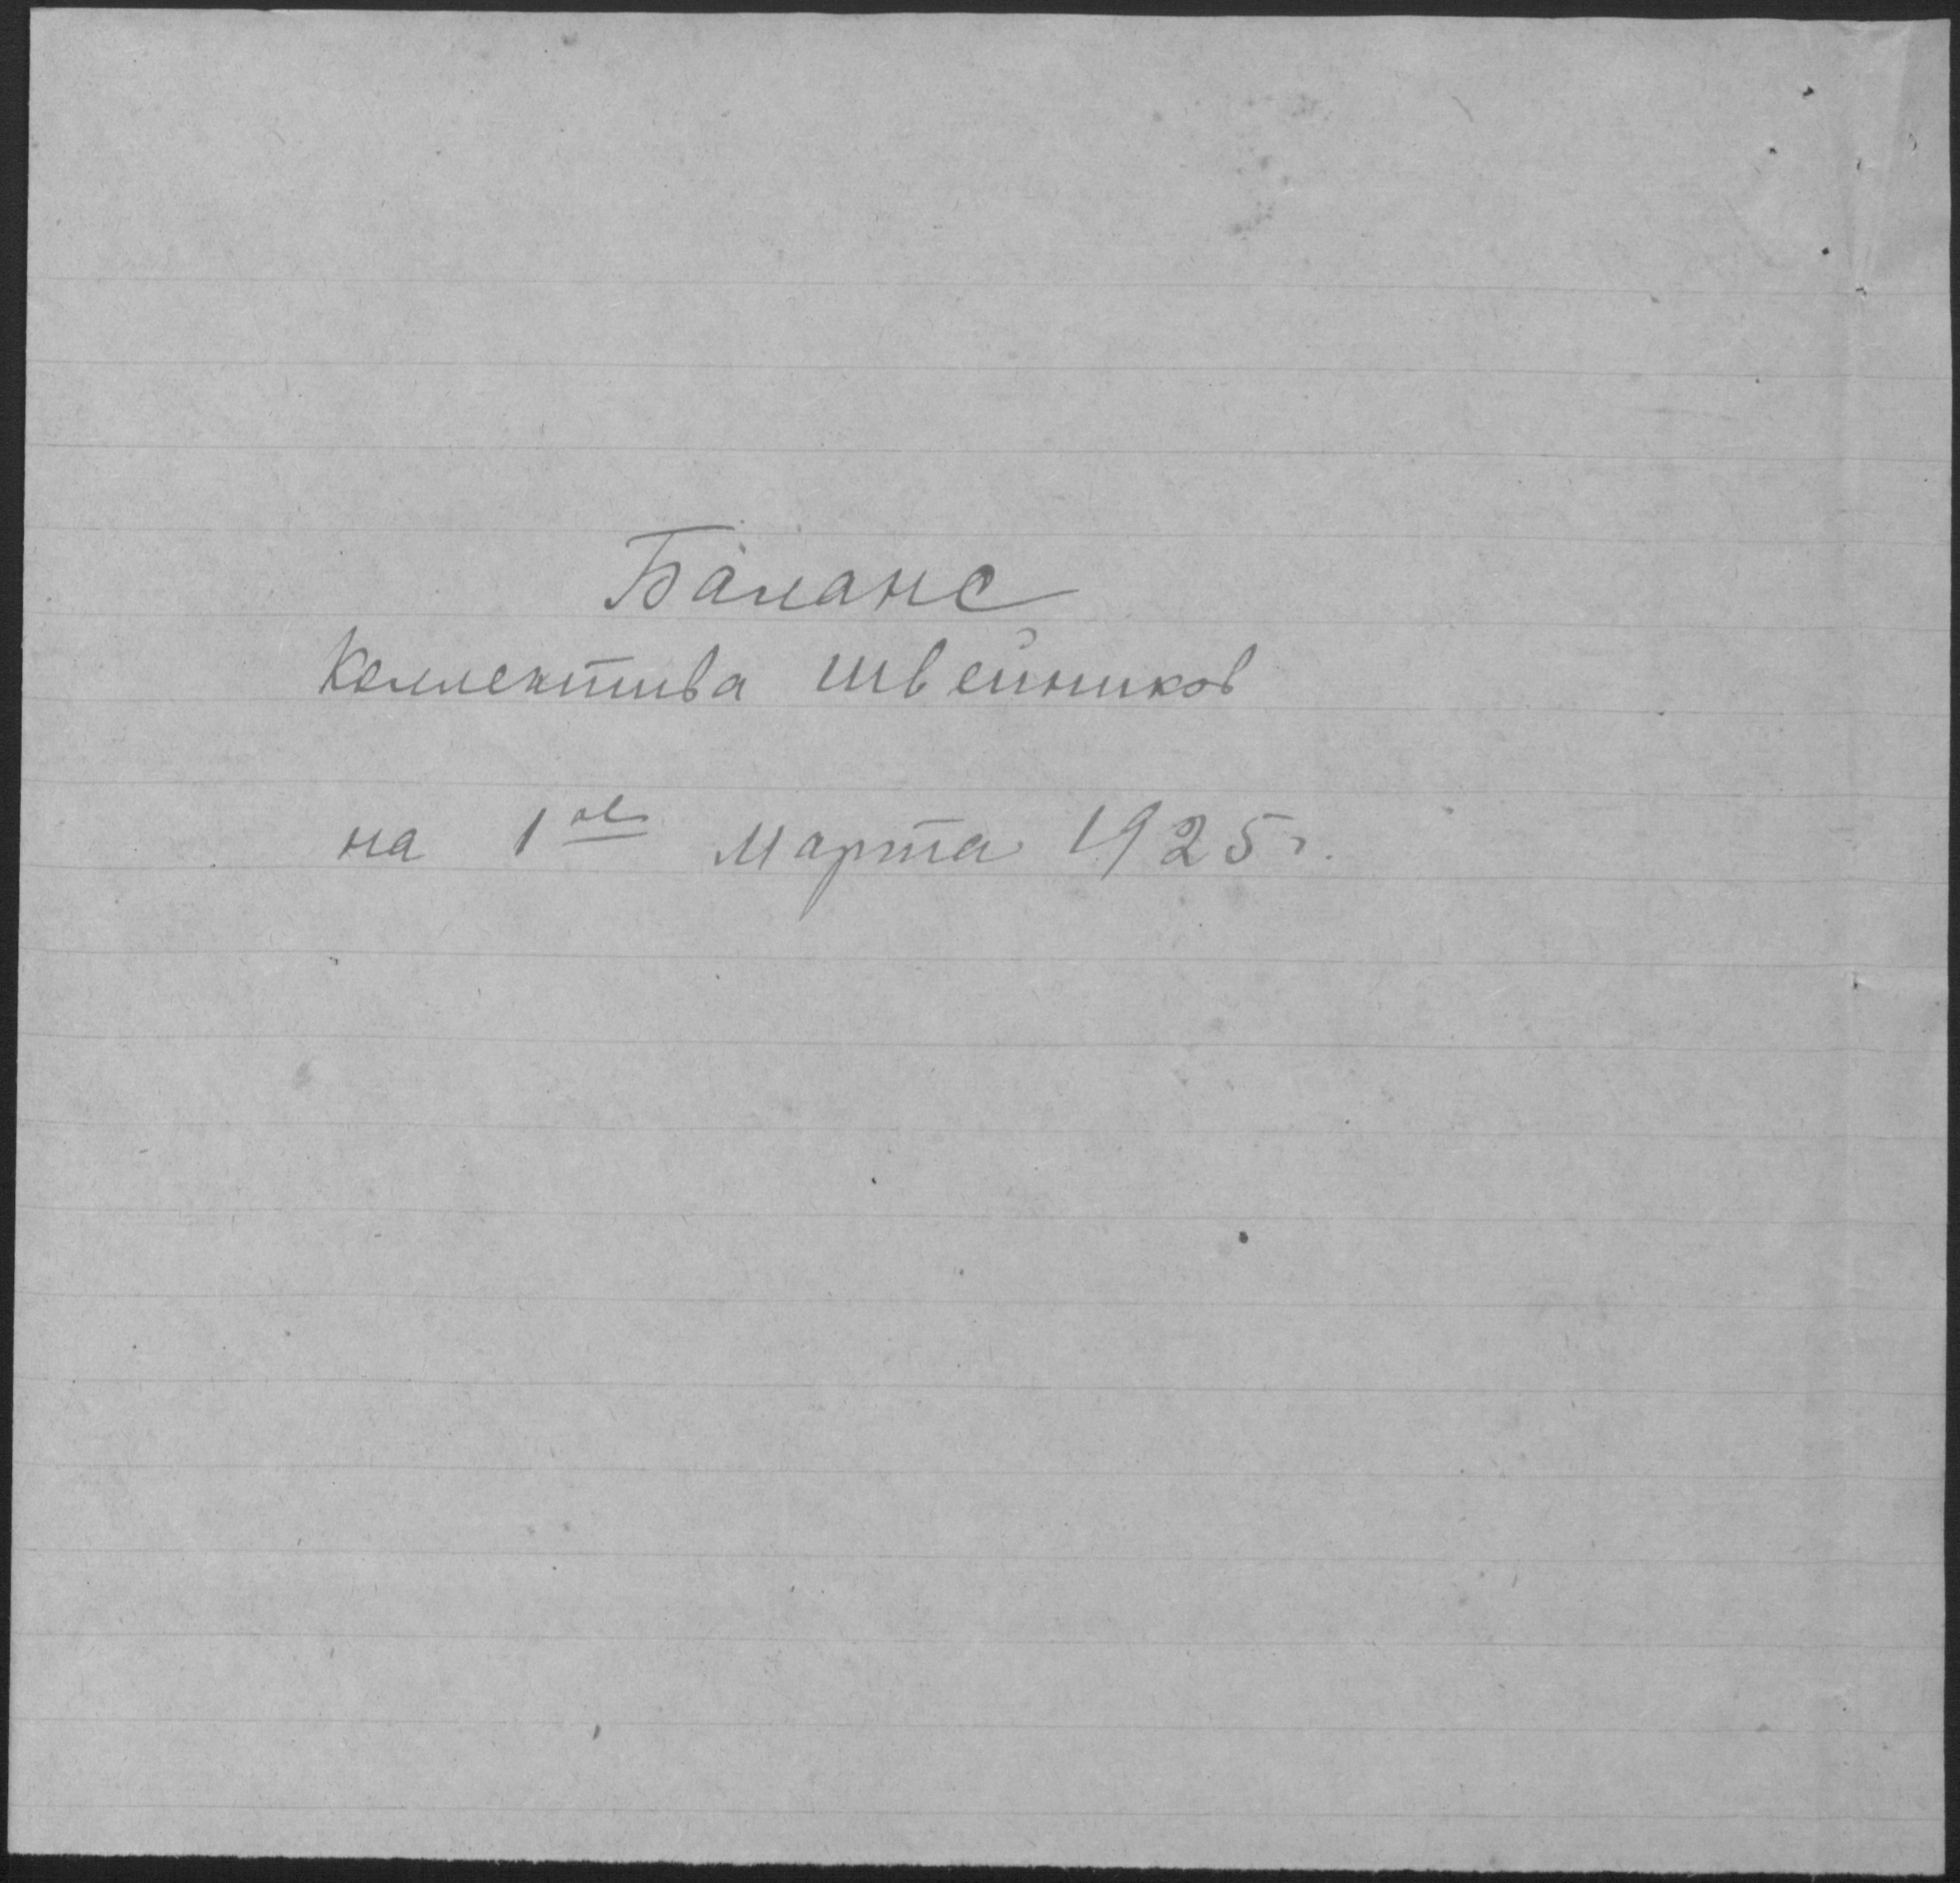 Баланс
Коллектива швейников
на 1ое марта 1925 г.